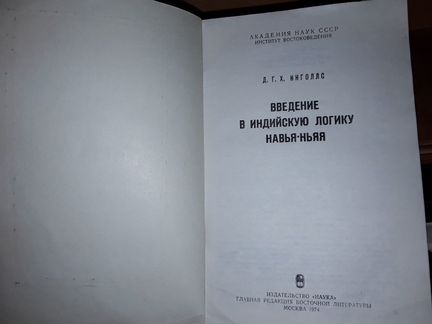 АКАДЕМИЯ НАУК СССР
ИНСТИТУТ ВОСТОКОВЕДЕНИЯ
Д. Г. Х. ИНГОЛЛС
ВВЕДЕНИЕ
В ИНДИЙСКУЮ ЛОГИКУ
НАВЬЯ-НЬЯЯ
ИЗДАТЕЛЬСТВО «НАУКА»
ГЛАВНАЯ РЕДАКЦИЯ ВОСТОЧНОЙ ЛИТЕРАТУРЫ
МОСКВА 1974